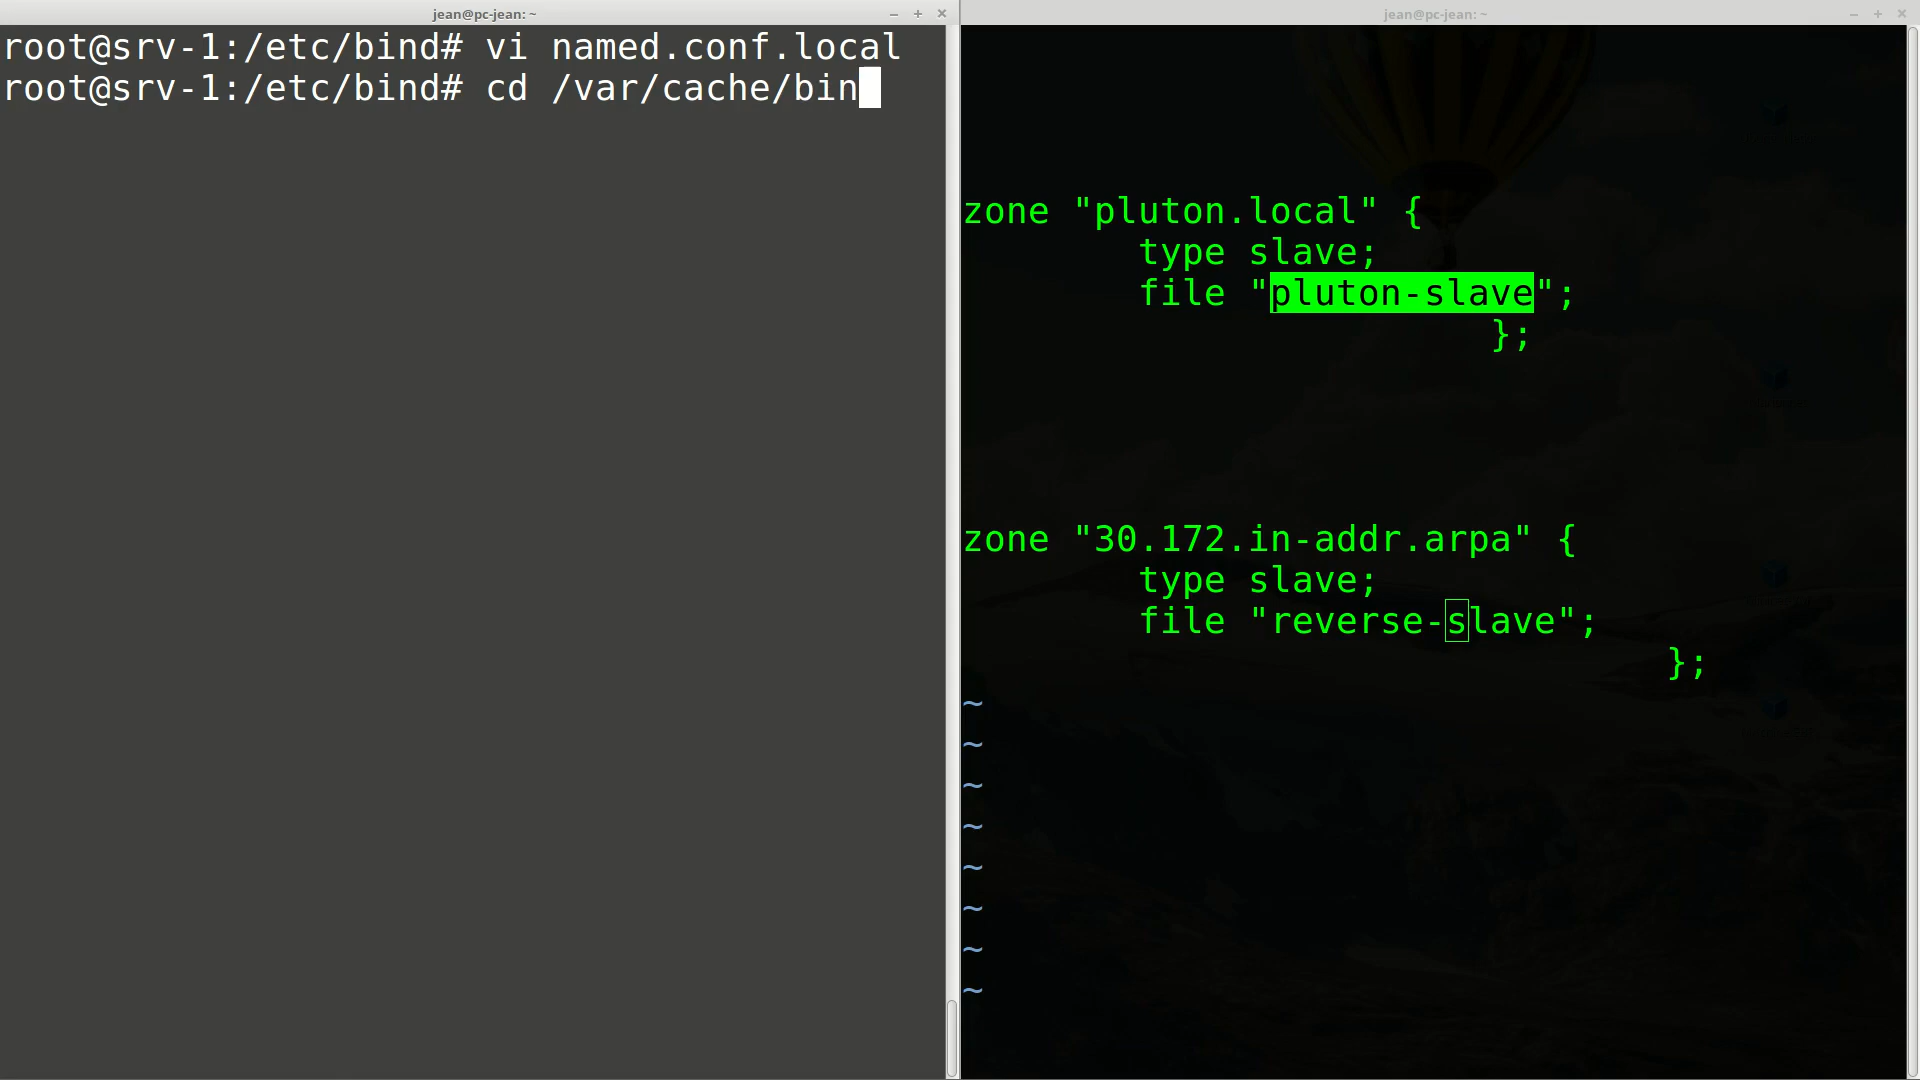 jean@pc-jean: ~
root@srv-1:/etc/bind# vi named.conf.local
root@srv-1:/etc/bind# cd /var/cache/bin
jean@pc-jean: ~
zone "pluton.local" {
type slave;
file "pluton-slave";
};
zone "30.172.in-addr.arpa" {
type slave;
file "reverse-slave";
};
~
~
~
~
~
~
~
~